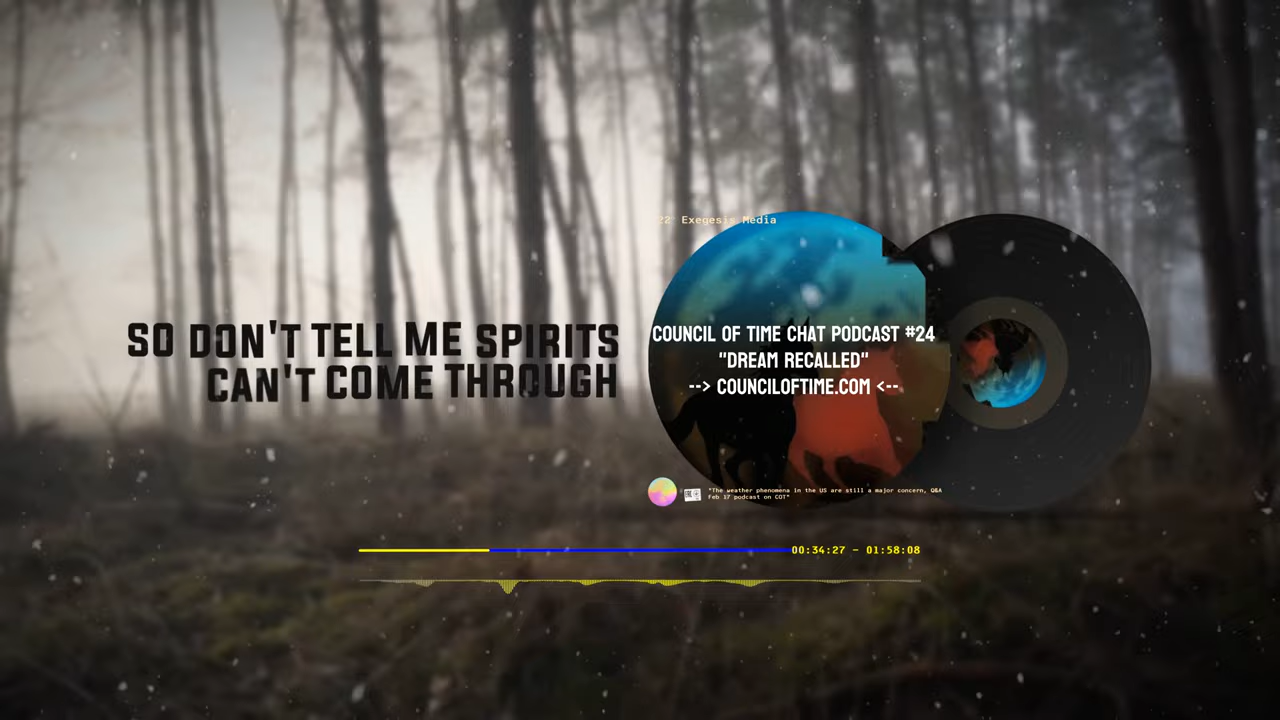 22 Exegesis Media
SO DON'T TELL ME SPIRITS
CAN'T COME THROUGH
COUNCIL OF TIME CHAT PODCAST #24
"DREAM RECALLED"
--> COUNCILOFTIME.COM <--
"The weather phenomena in the US are still a major concern, Q&A
Feb 17 podcast on COT"
00:34:27 - 01:58:08